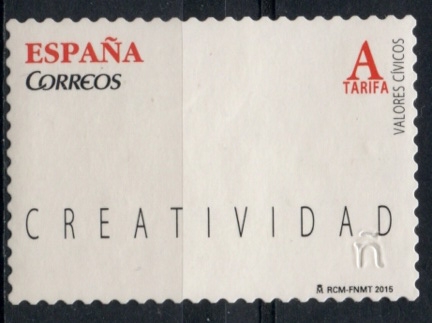 ESPAÑA
CORREOS
A
TARIFA
VALORES CÍVICOS
CREATIVIDAD
ñ
RCM-FNMT 2015